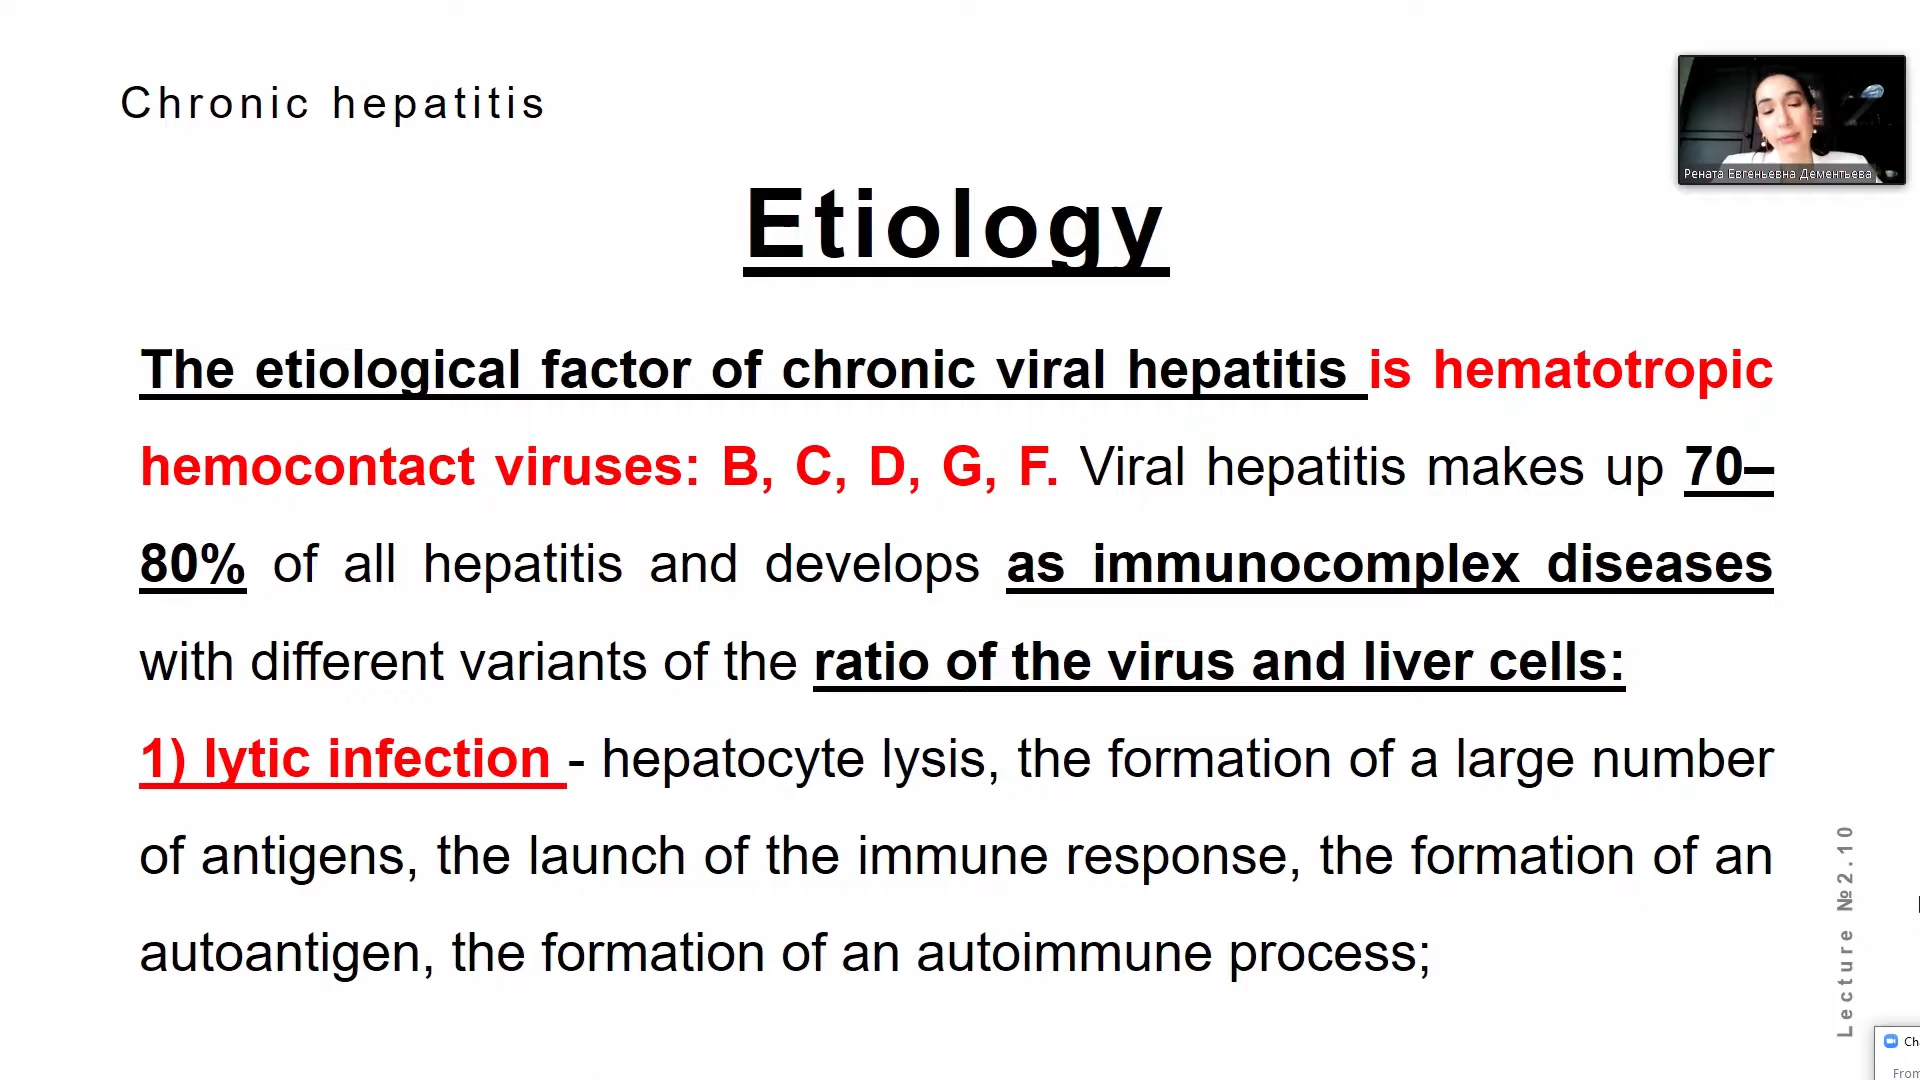 Chronic hepatitis
Рената Евгеньевна Дементьева
Etiology
The etiological factor of chronic viral hepatitis is hematotropic
hemocontact viruses: B, C, D, G, F. Viral hepatitis makes up 70–
80% of all hepatitis and develops as immunocomplex diseases
with different variants of the ratio of the virus and liver cells:
1) lytic infection - hepatocyte lysis, the formation of a large number
of antigens, the launch of the immune response, the formation of an
autoantigen, the formation of an autoimmune process;
Lecture №2.10
Ch
From